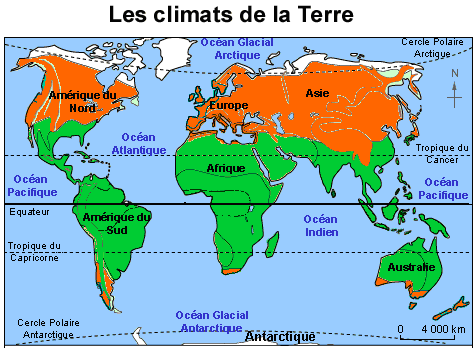 Les climats de la Terre
Océan Glacial
Arctique
Cercle Polaire
Arctique
N
Amérique du
Nord
Europe
Asie
Océan
Atlantique
Tropique du
Cancer
Afrique
Océan
Pacifique
Océan
Pacifique
Equateur
Amérique du
Sud
Océan
Indien
Tropique du
Capricorne
Australie
Océan Glacial
Antarctique
Cercle Polaire
Antarctique
Antarctique
0 4 000 km